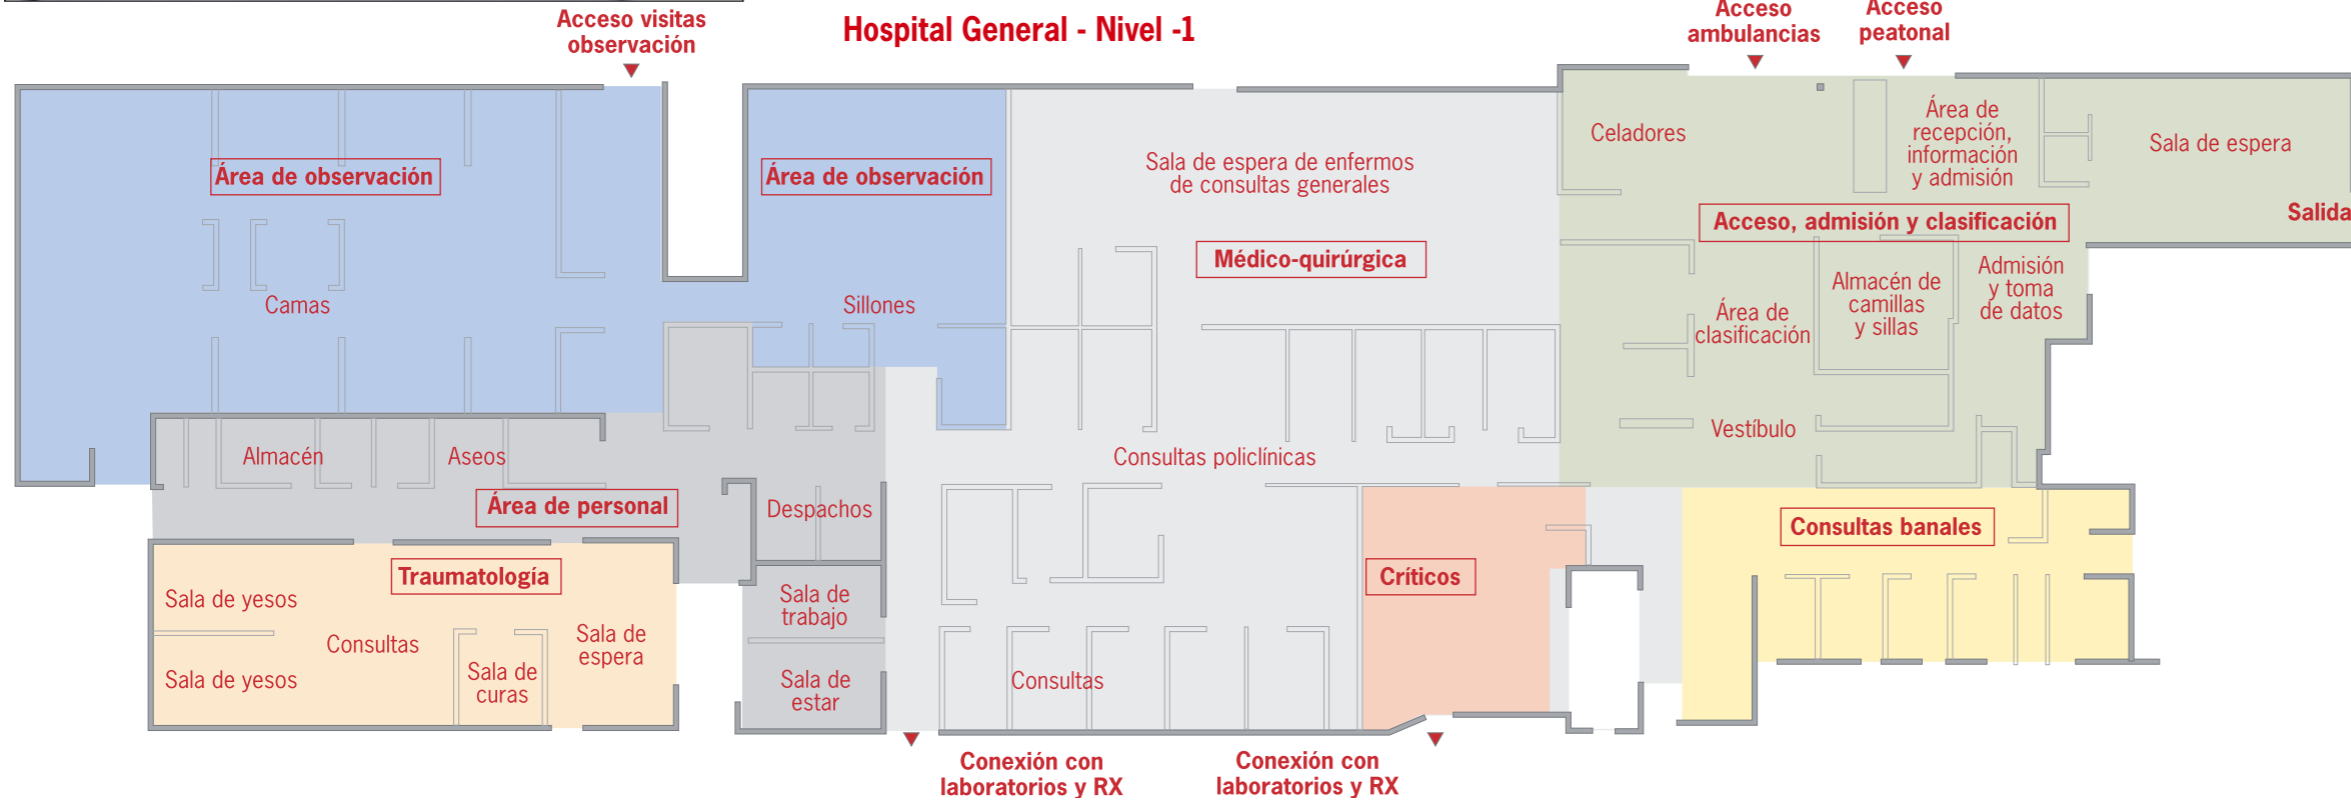 Acceso visitas
observación
Hospital General - Nivel -1
Acceso
ambulancias
Acceso
peatonal
Área de observación
Camas
Área de observación
Sillones
Sala de espera de enfermos
de consultas generales
Médico-quirúrgica
Celadores
Área de
recepción,
información
y admisión
Sala de espera
Acceso, admisión y clasificación
Salida
Área de
clasificación
Almacén de
camillas
y sillas
Admisión
y toma
de datos
Vestíbulo
Almacén
Aseos
Área de personal
Despachos
Consultas policlínicas
Consultas banales
Críticos
Traumatología
Sala de yesos
Consultas
Sala de yesos
Sala de
curas
Sala de
espera
Sala de
trabajo
Sala de
estar
Consultas
Conexión con
laboratorios y RX
Conexión con
laboratorios y RX